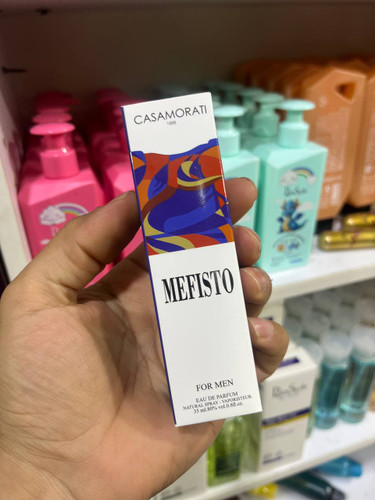 CASAMORATI
1888
MEFISTO
FOR MEN
EAU DE PARFUM
NATURAL SPRAY - VAPORISATEUR